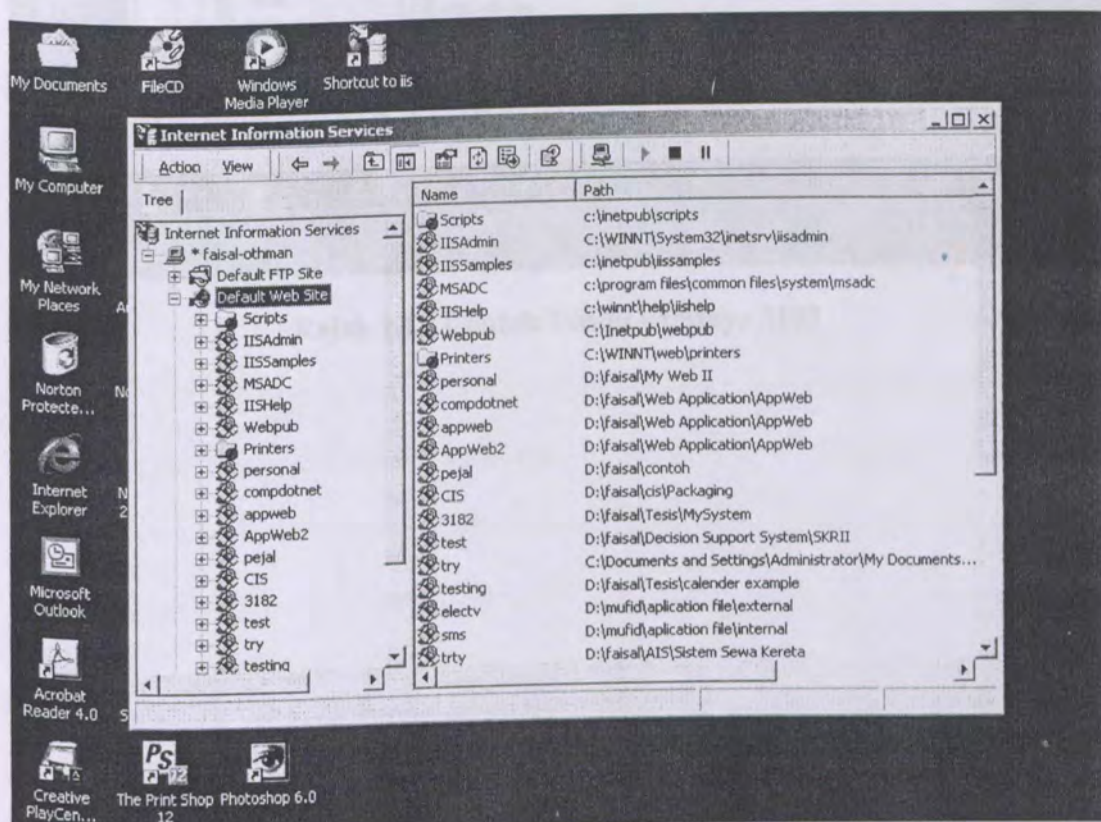 My Documents
FileCD
Windows
Media Player
Shortcut to iis
My Computer
My Network
Places
Norton
Protecte...
Internet
Explorer
Microsoft
Outlook
Acrobat
Reader 4.0
Creative
PlayCen...
The Print Shop
12
Photoshop 6.0
Internet Information Services
Action View
Tree
Internet Information Services
* faisal-othman
Default FTP Site
Default Web Site
Scripts
IISAdmin
IISSamples
MSADC
IISHelp
Webpub
Printers
personal
compdotnet
appweb
AppWeb2
pejal
CIS
3182
test
try
testing
Name Path
Scripts c:\inetpub\scripts
IISAdmin C:\WINNT\System32\inetsrv\iisadmin
IISSamples c:\inetpub\iissamples
MSADC c:\program files\common files\system\msadc
IISHelp c:\winnt\help\iishelp
Webpub C:\Inetpub\webpub
Printers C:\WINNT\web\printers
personal D:\faisal\My Web II
compdotnet D:\faisal\Web Application\AppWeb
appweb D:\faisal\Web Application\AppWeb
AppWeb2 D:\faisal\Web Application\AppWeb
pejal D:\faisal\contoh
CIS D:\faisal\cis\Packaging
3182 D:\faisal\Tesis\MySystem
test D:\faisal\Decision Support System\SKRII
try C:\Documents and Settings\Administrator\My Documents...
testing D:\faisal\Tesis\calender example
electv D:\mufid\aplication file\external
sms D:\mufid\aplication file\internal
trty D:\faisal\AIS\Sistem Sewa Kereta